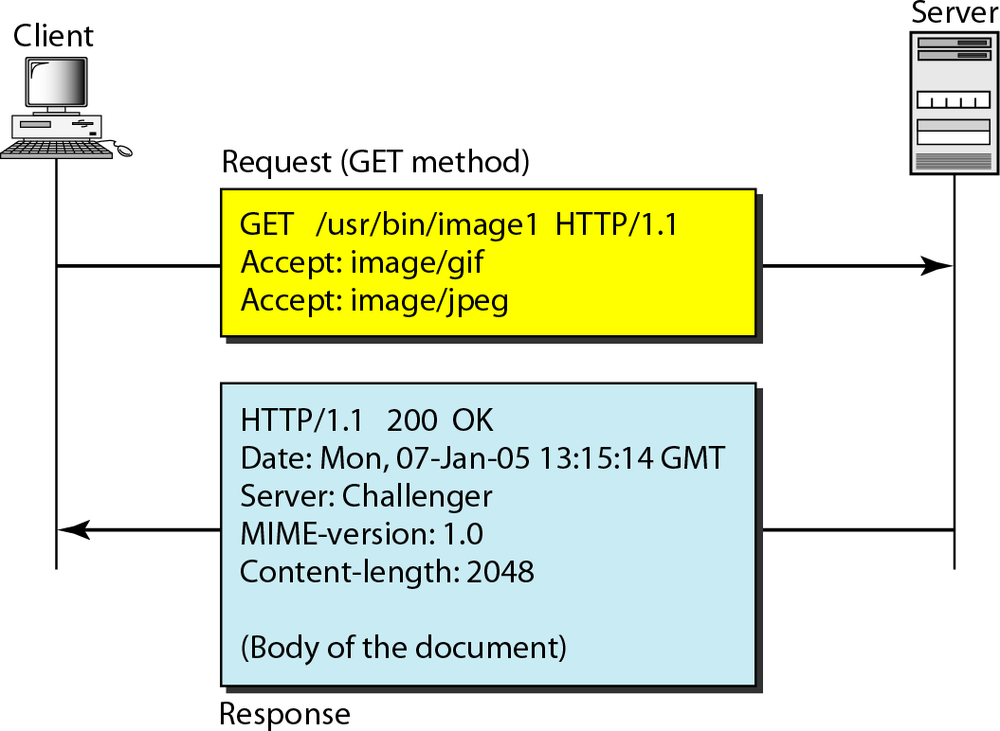 Client
Server
Request (GET method)
GET /usr/bin/image1 HTTP/1.1
Accept: image/gif
Accept: image/jpeg
HTTP/1.1 200 OK
Date: Mon, 07-Jan-05 13:15:14 GMT
Server: Challenger
MIME-version: 1.0
Content-length: 2048
(Body of the document)
Response